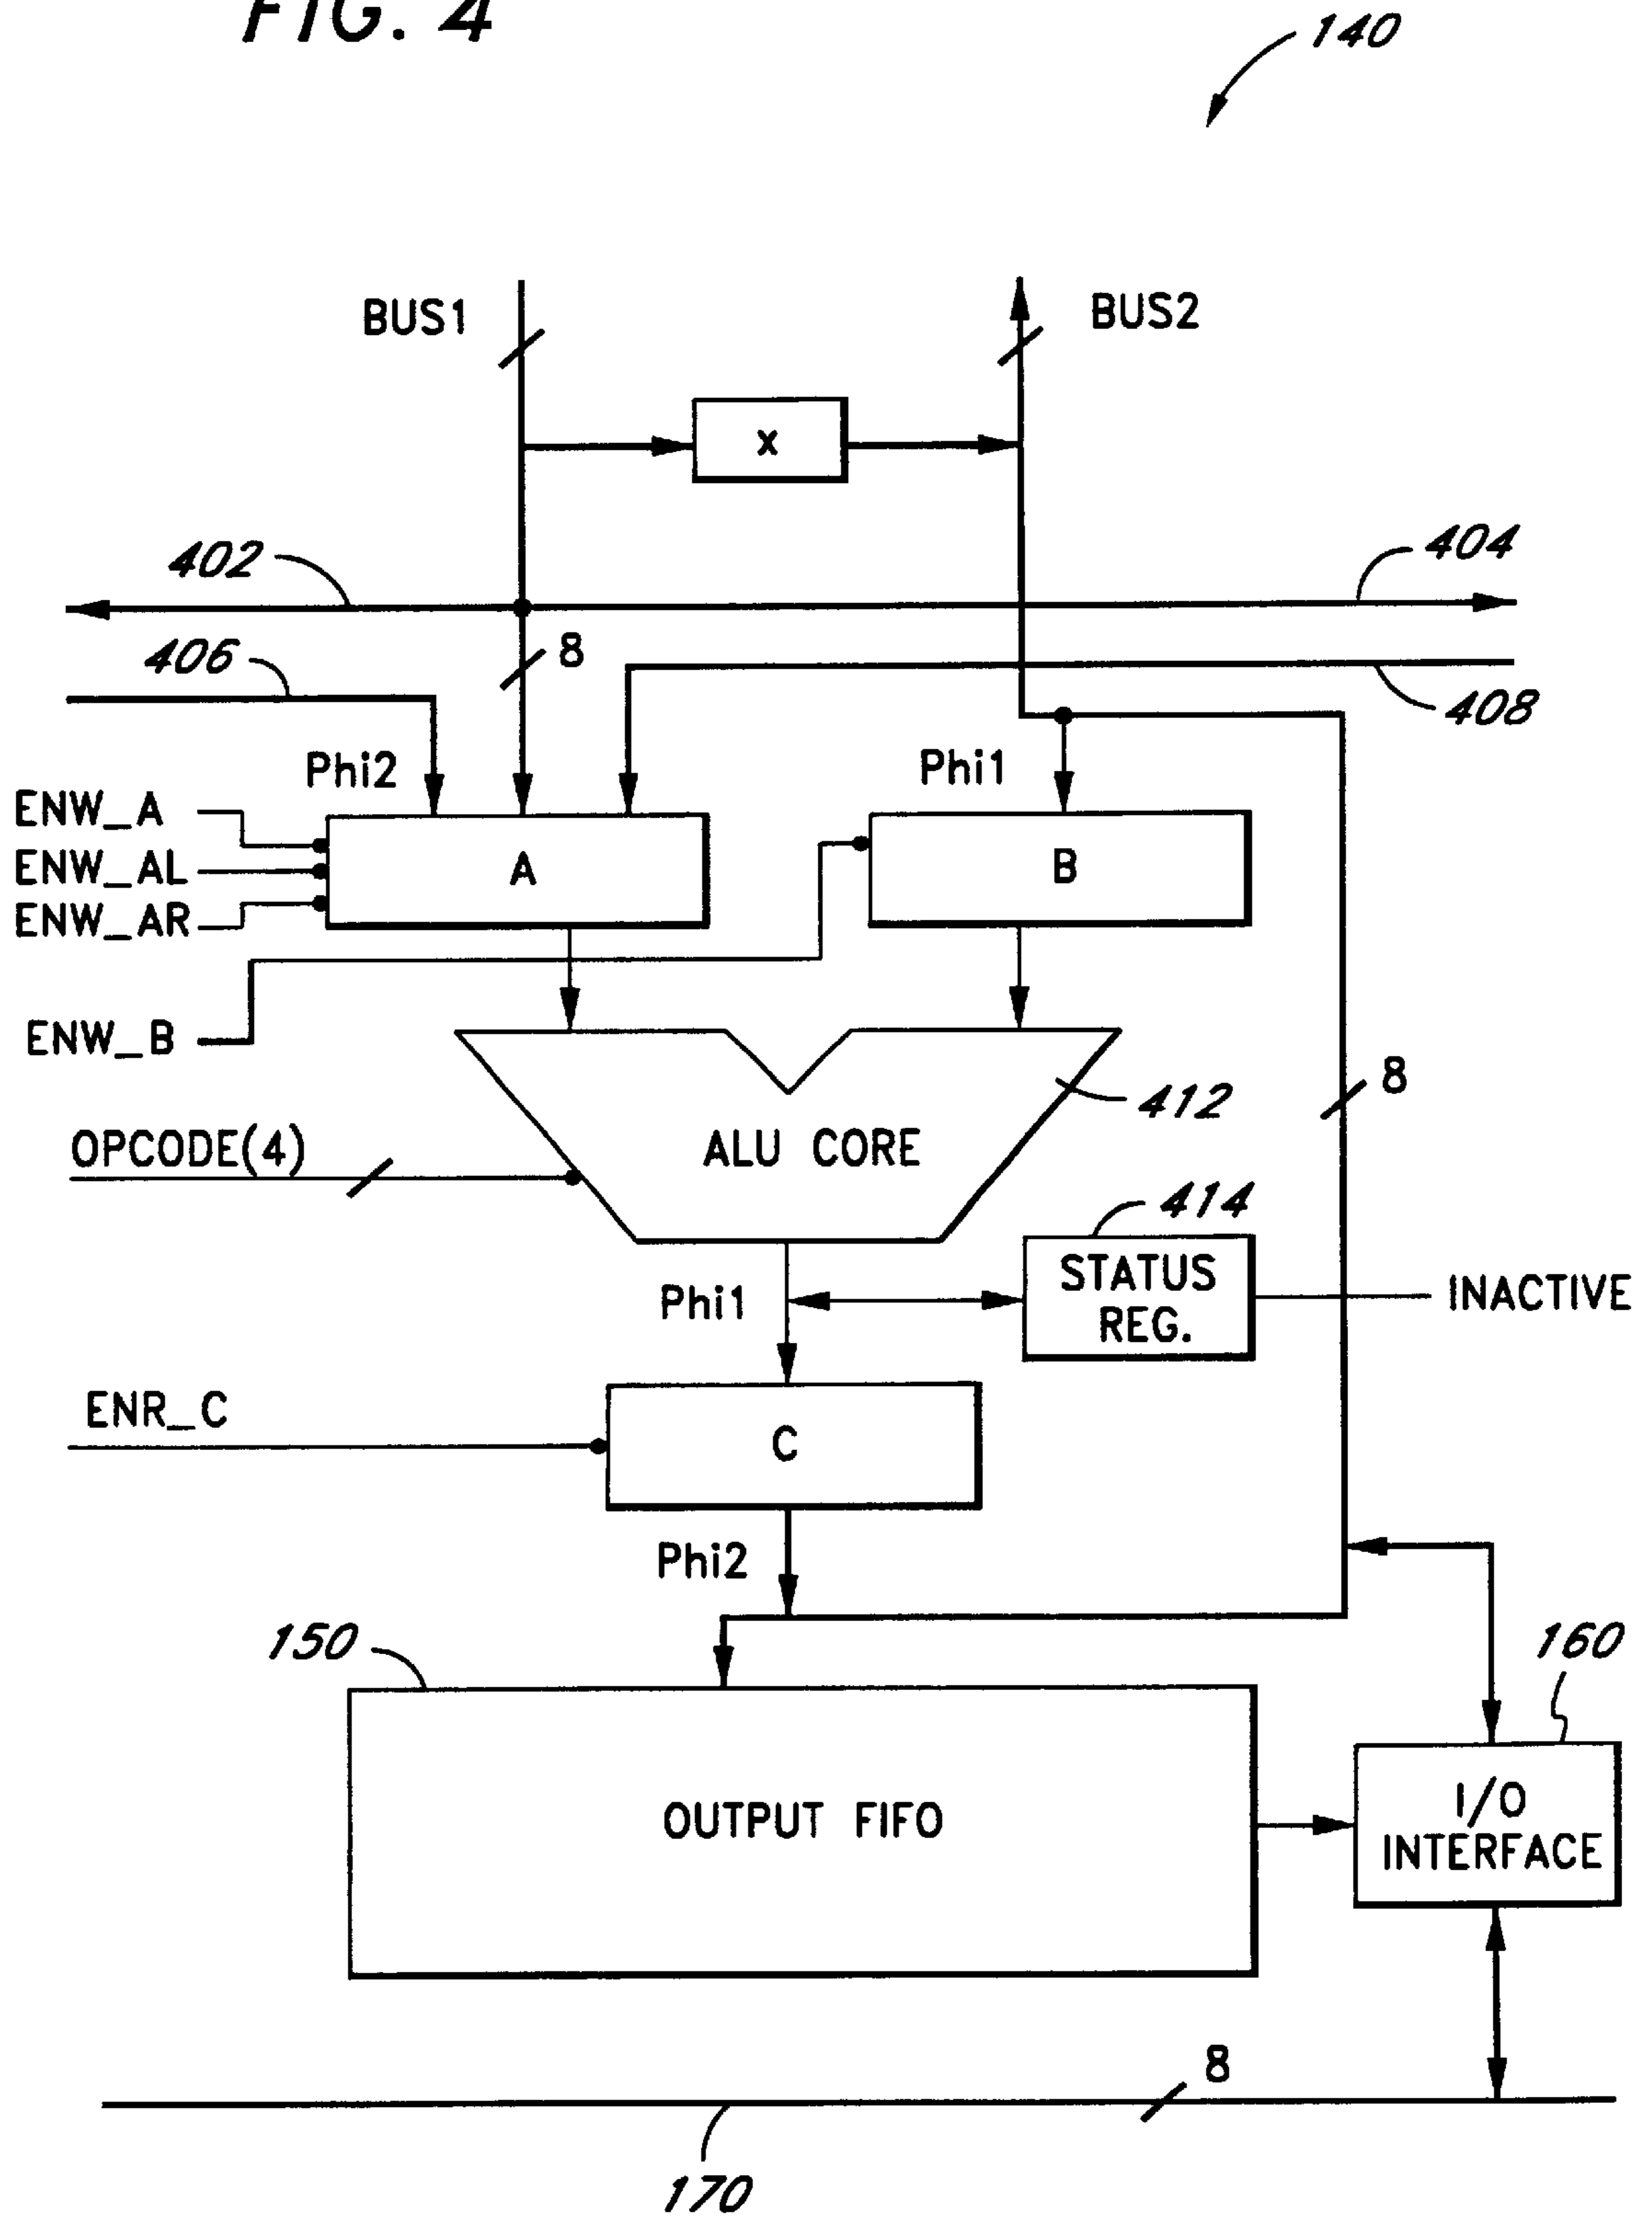 FIG. 4
140
BUS1
BUS2
x
402
404
406
8
408
Phi2
Phi1
ENW_A
ENW_AL
ENW_AR
A
B
ENW_B
8
412
OPCODE(4)
ALU CORE
414
STATUS
REG.
INACTIVE
Phi1
ENR_C
C
Phi2
150
160
OUTPUT FIFO
I/O
INTERFACE
8
170